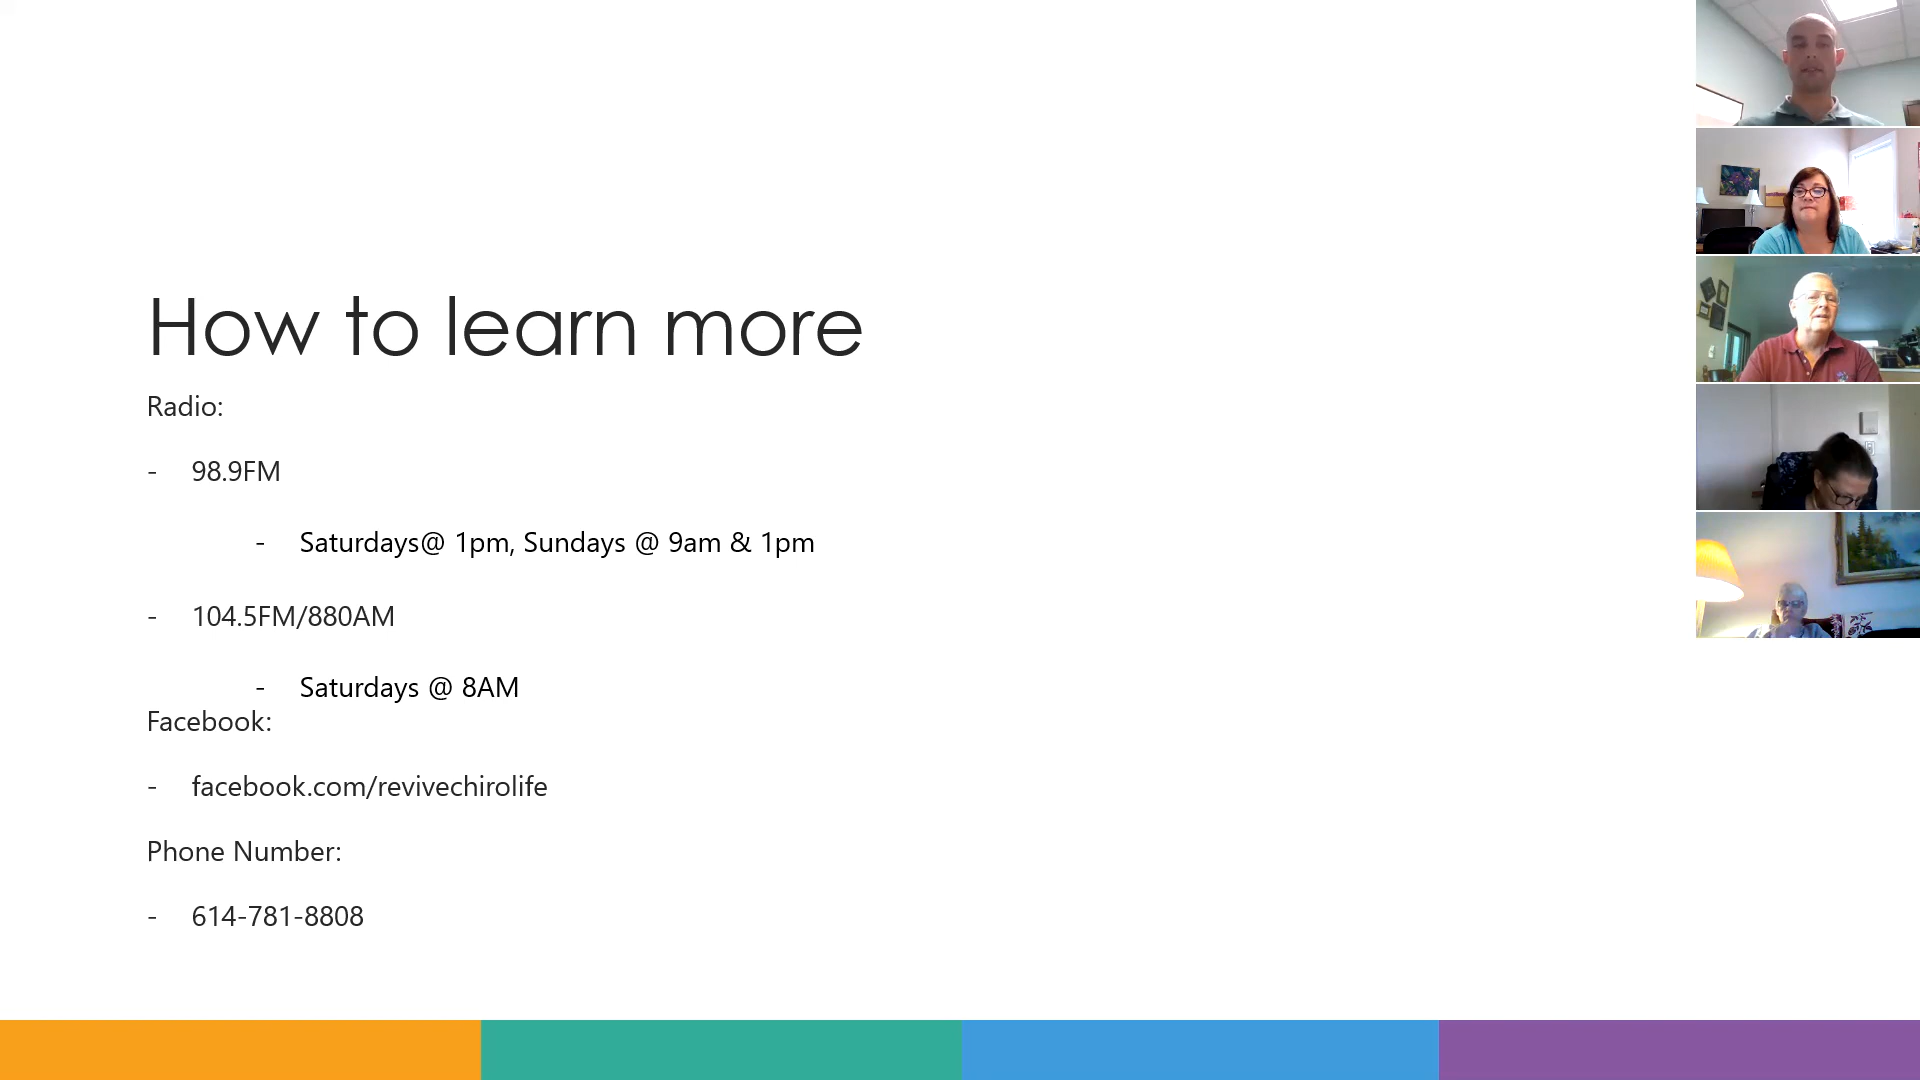 How to learn more
Radio:
- 98.9FM
- Saturdays@ 1pm, Sundays @ 9am & 1pm
- 104.5FM/880AM
- Saturdays @ 8AM
Facebook:
- facebook.com/revivechirolife
Phone Number:
- 614-781-8808